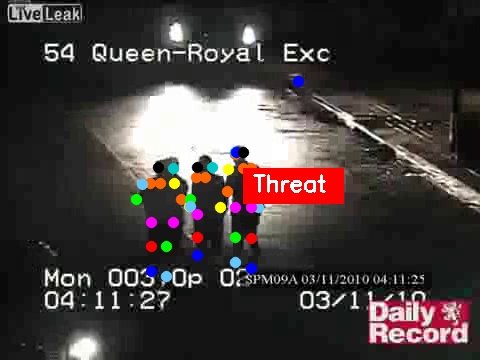 LiveLeak
54 Queen-Royal Exc
Threat
Mon 003
SPM09A 03/11/2010 04:11:25
04:11:27
03/11/10
Daily
Record